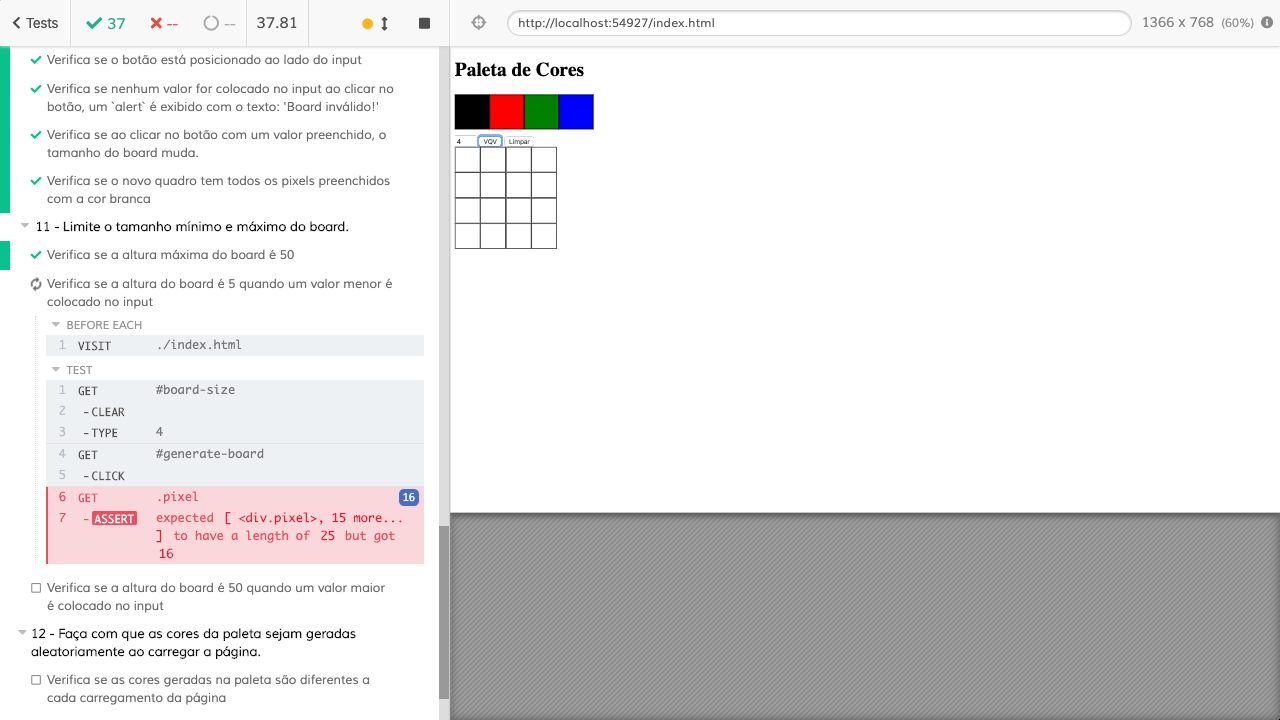 Tests 37 -- -- 37.81 http://localhost:54927/index.html 1366 x 768 (60%)
Verifica se o botão está posicionado ao lado do input
Verifica se nenhum valor for colocado no input ao clicar no
botão, um `alert` é exibido com o texto: 'Board inválido!'
Verifica se ao clicar no botão com um valor preenchido, o
tamanho do board muda.
Verifica se o novo quadro tem todos os pixels preenchidos
com a cor branca
11 - Limite o tamanho mínimo e máximo do board.
Verifica se a altura máxima do board é 50
Verifica se a altura do board é 5 quando um valor menor é
colocado no input
BEFORE EACH
1 VISIT ./index.html
TEST
1 GET #board-size
2 -CLEAR
3 -TYPE 4
4 GET #generate-board
5 -CLICK
6 GET .pixel 16
7 -ASSERT expected [ <div.pixel>, 15 more...
] to have a length of 25 but got
16
Verifica se a altura do board é 50 quando um valor maior
é colocado no input
12 - Faça com que as cores da paleta sejam geradas
aleatoriamente ao carregar a página.
Verifica se as cores geradas na paleta são diferentes a
cada carregamento da página
Paleta de Cores
4 VQV Limpar